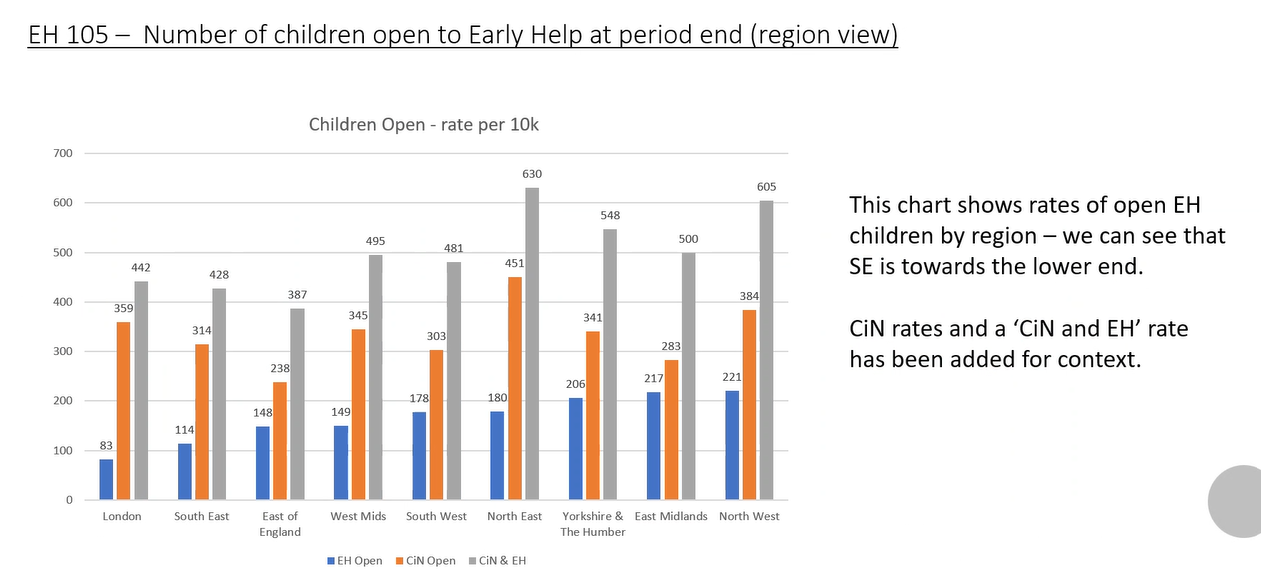 EH 105 – Number of children open to Early Help at period end (region view)
Children Open - rate per 10k
700
600
500
400
300
200
100
0
83 359 442
114 314 428
148 238 387
149 345 495
178 303 481
180 451 630
206 341 548
217 283 500
221 384 605
London
South East
East of
England
West Mids
South West
North East
Yorkshire &
The Humber
East Midlands
North West
EH Open CiN Open CiN & EH
This chart shows rates of open EH
children by region – we can see that
SE is towards the lower end.
CiN rates and a ‘CiN and EH’ rate
has been added for context.